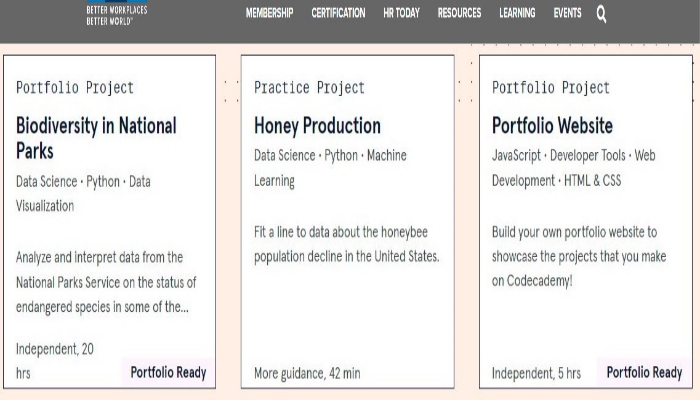 BETTER WORKPLACES
BETTER WORLD™
MEMBERSHIP CERTIFICATION HR TODAY RESOURCES LEARNING EVENTS
Portfolio Project
Biodiversity in National
Parks
Data Science • Python • Data
Visualization
Analyze and interpret data from the
National Parks Service on the status of
endangered species in some of the...
Independent, 20
hrs
Portfolio Ready
Practice Project
Honey Production
Data Science • Python • Machine
Learning
Fit a line to data about the honeybee
population decline in the United States.
More guidance, 42 min
Portfolio Project
Portfolio Website
JavaScript • Developer Tools • Web
Development • HTML & CSS
Build your own portfolio website to
showcase the projects that you make
on Codecademy!
Independent, 5 hrs
Portfolio Ready